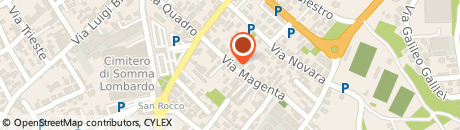 Via Trieste
Via Luigi B
Via Quadro
Cimitero
di Somma
Lombardo
San Rocco
P
P
P
P
P
Via Magenta
Via Novara
Via Galileo Galilei
© OpenStreetMap contributors, CYLEX